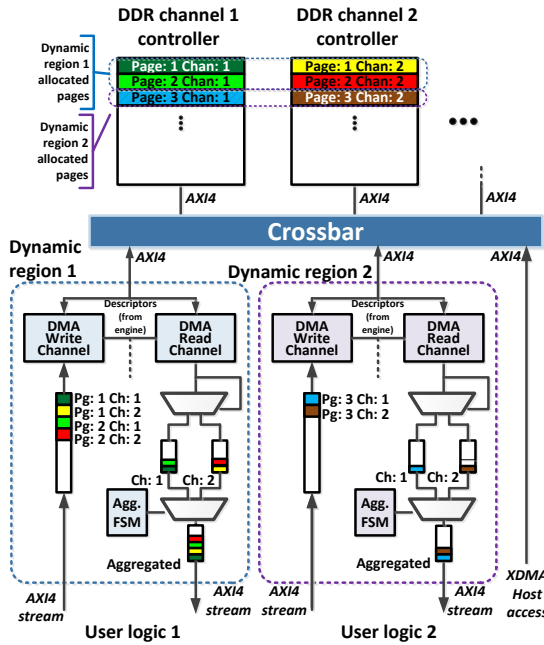 DDR channel 1
controller
DDR channel 2
controller
Dynamic
region 1
allocated
pages
Page: 1 Chan: 1
Page: 2 Chan: 1
Page: 3 Chan: 1
Page: 1 Chan: 2
Page: 2 Chan: 2
Page: 3 Chan: 2
Dynamic
region 2
allocated
pages
AXI4
AXI4
AXI4
Crossbar
Dynamic
region 1
AXI4
Dynamic region 2
AXI4
AXI4
DMA
Write
Channel
Descriptors
(from
engine)
DMA
Read
Channel
DMA
Write
Channel
Descriptors
(from
engine)
DMA
Read
Channel
Pg: 1 Ch: 1
Pg: 1 Ch: 2
Pg: 2 Ch: 1
Pg: 2 Ch: 2
Pg: 3 Ch: 1
Pg: 3 Ch: 2
Ch: 1
Ch: 2
Ch: 1
Ch: 2
Agg.
FSM
Agg.
FSM
Aggregated
Aggregated
AXI4
stream
AXI4
stream
AXI4
stream
AXI4
stream
XDMA
Host
access
User logic 1
User logic 2